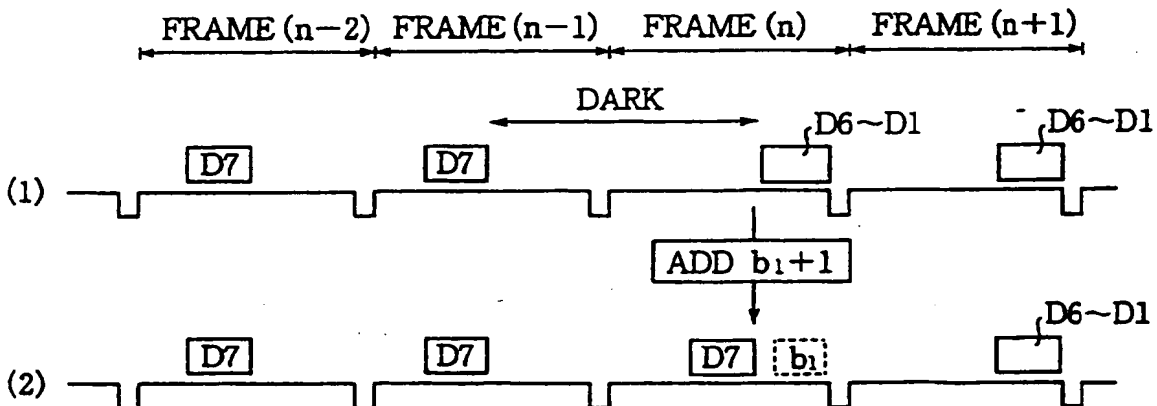 FRAME (n−2) FRAME (n−1) FRAME (n) FRAME (n+1)
DARK
D6~D1 D6~D1
(1) D7 D7
ADD b₁+1
D6~D1
(2) D7 D7 D7 b₁